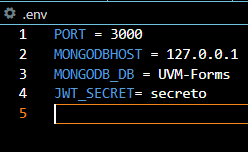 .env
1 PORT = 3000
2 MONGODBHOST = 127.0.0.1
3 MONGODB_DB = UVM-Forms
4 JWT_SECRET= secreto
5